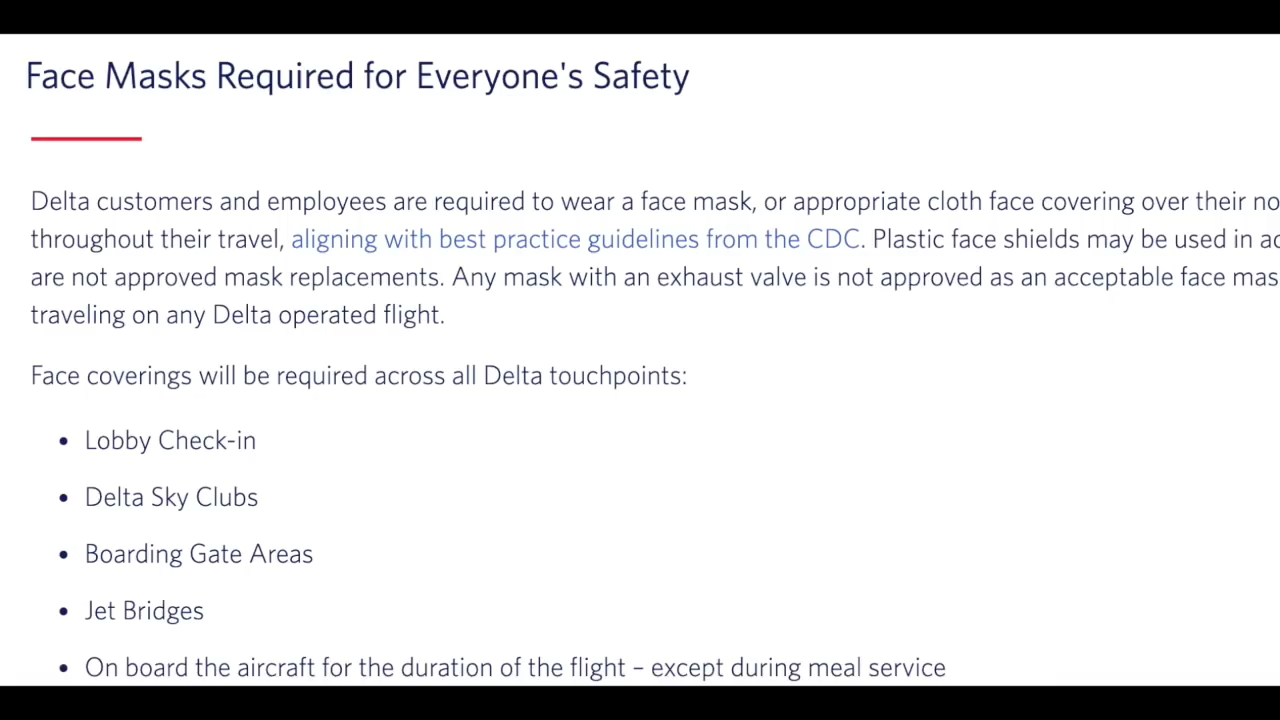 Face Masks Required for Everyone's Safety
Delta customers and employees are required to wear a face mask, or appropriate cloth face covering over their
throughout their travel, aligning with best practice guidelines from the CDC. Plastic face shields may be used in
are not approved mask replacements. Any mask with an exhaust valve is not approved as an acceptable face
traveling on any Delta operated flight.
Face coverings will be required across all Delta touchpoints:
• Lobby Check-in
• Delta Sky Clubs
• Boarding Gate Areas
• Jet Bridges
• On board the aircraft for the duration of the flight – except during meal service